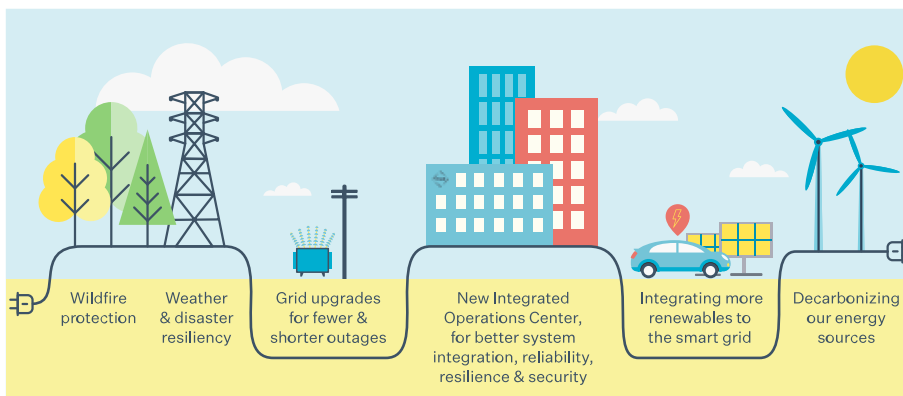 Wildfire
protection
Weather
& disaster
resiliency
Grid upgrades
for fewer &
shorter outages
New Integrated
Operations Center,
for better system
integration, reliability,
resilience & security
Integrating more
renewables to
the smart grid
Decarbonizing
our energy
sources